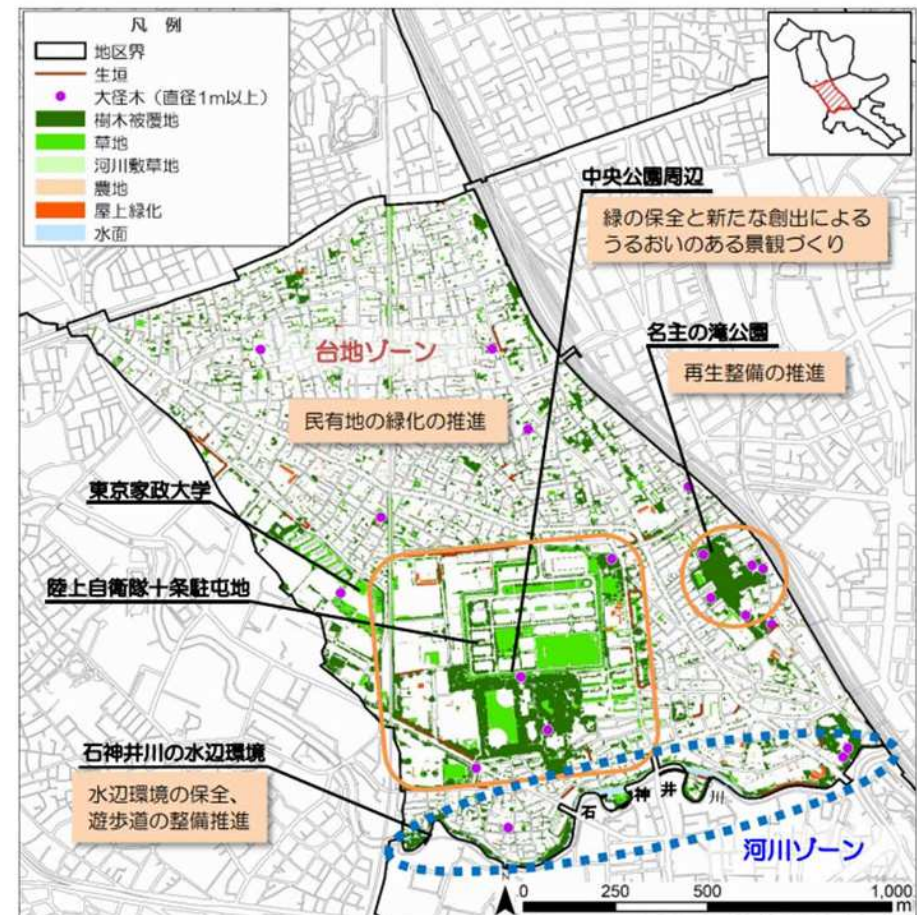 凡 例
地区界
生垣
大径木（直径1m以上）
樹木被覆地
草地
河川敷草地
農地
屋上緑化
水面
中央公園周辺
緑の保全と新たな創出による
うるおいのある景観づくり
名主の滝公園
再生整備の推進
台地ゾーン
民有地の緑化の推進
東京家政大学
陸上自衛隊十条駐屯地
石神井川の水辺環境
水辺環境の保全、
遊歩道の整備推進
石神井川
河川ゾーン
0 250 500 1,000
m